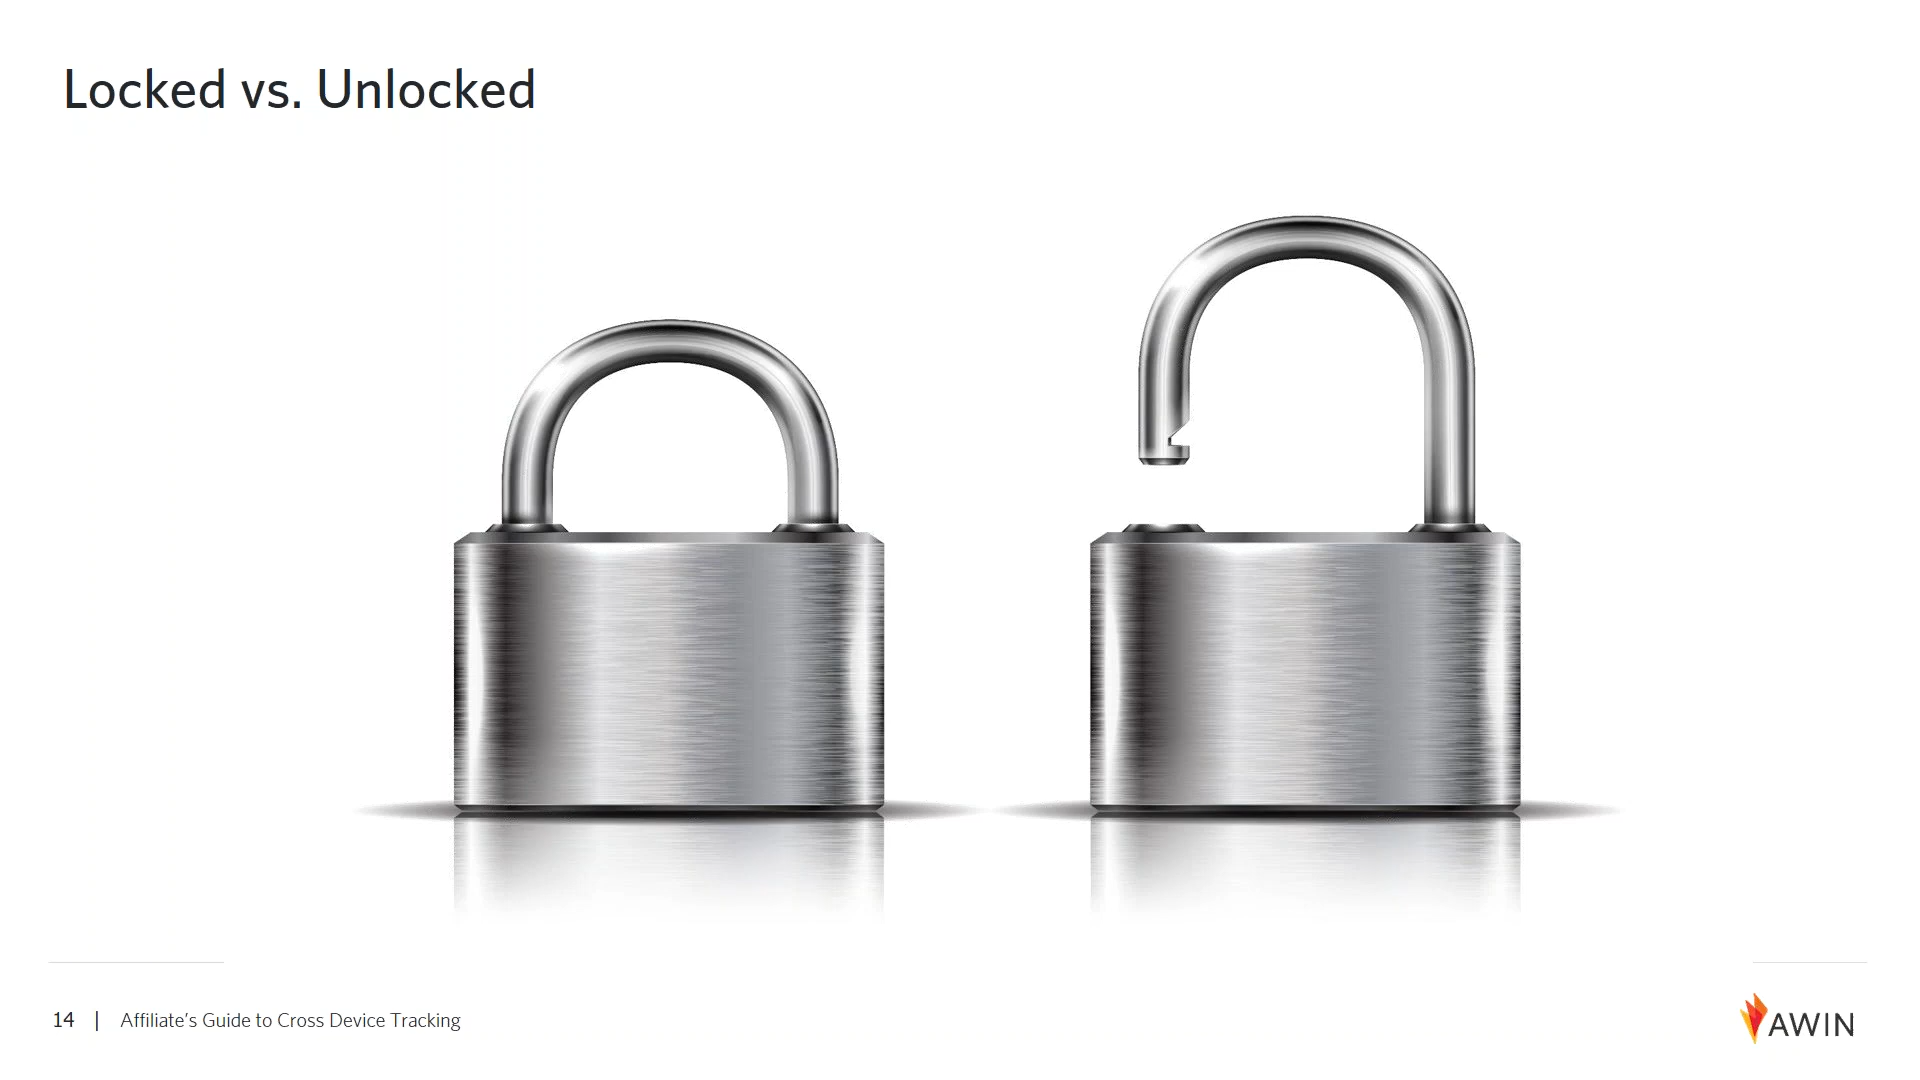 Locked vs. Unlocked
14 | Affiliate's Guide to Cross Device Tracking
AWIN